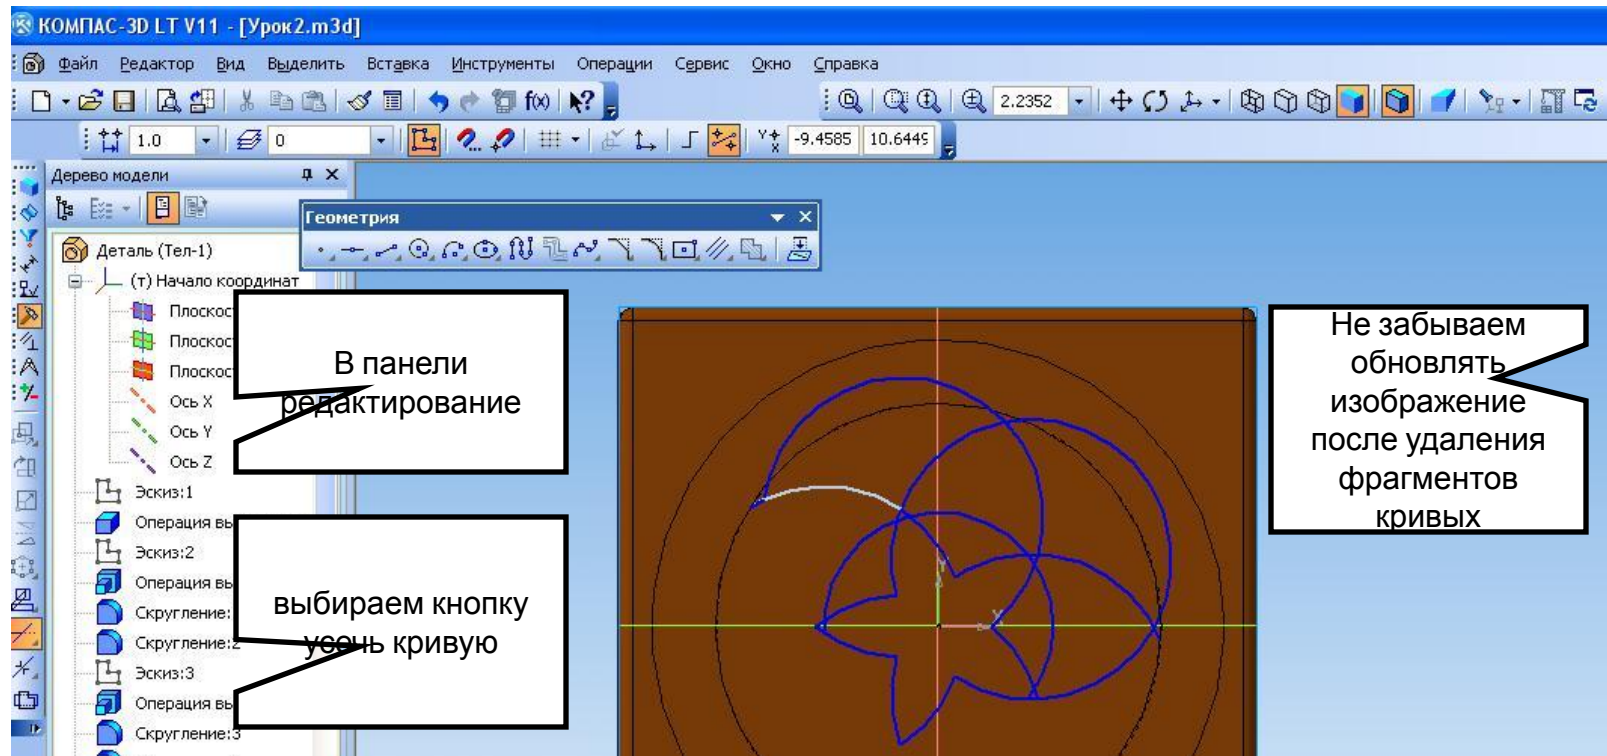 КОМПАС-3D LT V11 - [Урок2.m3d]
Файл Редактор Вид Выделить Вставка Инструменты Операции Сервис Окно Справка
f(x) 2.2352
1.0 0 -9.4585 10.6449
Дерево модели
Геометрия
Деталь (Тел-1)
(т) Начало координат
Плоскос
Плоскос
Плоскос
Ось X
Ось Y
Ось Z
Эскиз:1
Операция вы
Эскиз:2
Операция вы
Скругление:
Скругление:2
Эскиз:3
Операция вы
Скругление:3
В панели
редактирование
выбираем кнопку
усечь кривую
Не забываем
обновлять
изображение
после удаления
фрагментов
кривых
Y
X